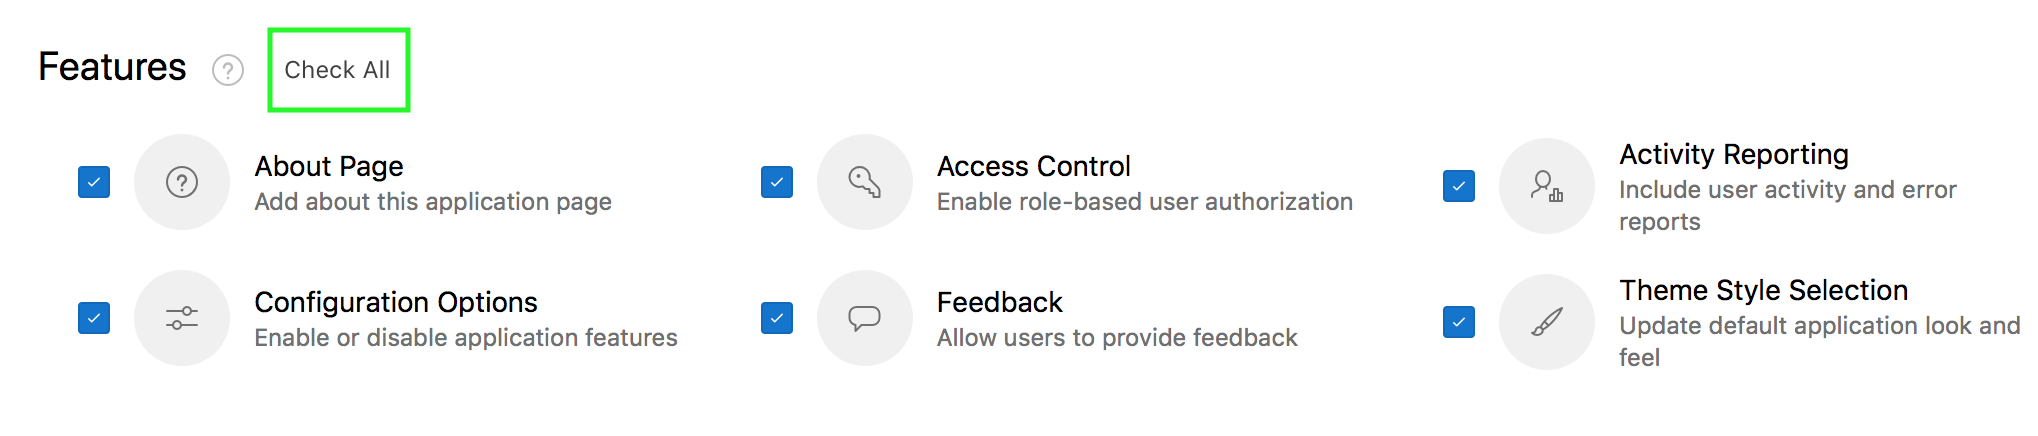 Features
Check All
About Page
Add about this application page
Access Control
Enable role-based user authorization
Activity Reporting
Include user activity and error
reports
Configuration Options
Enable or disable application features
Feedback
Allow users to provide feedback
Theme Style Selection
Update default application look and
feel